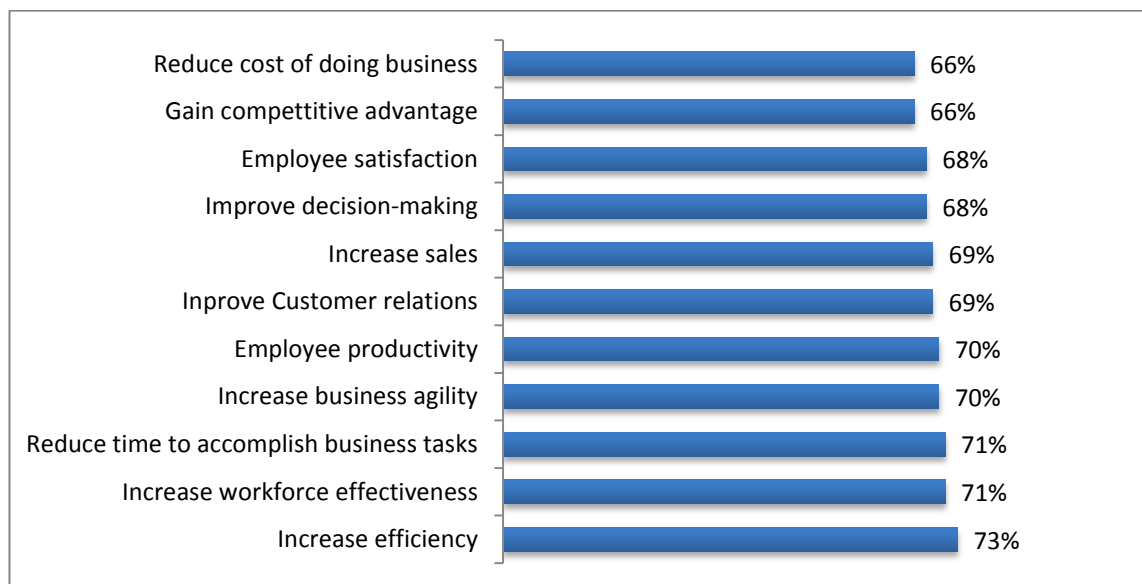 Reduce cost of doing business 66%
Gain compettitive advantage 66%
Employee satisfaction 68%
Improve decision-making 68%
Increase sales 69%
Inprove Customer relations 69%
Employee productivity 70%
Increase business agility 70%
Reduce time to accomplish business tasks 71%
Increase workforce effectiveness 71%
Increase efficiency 73%